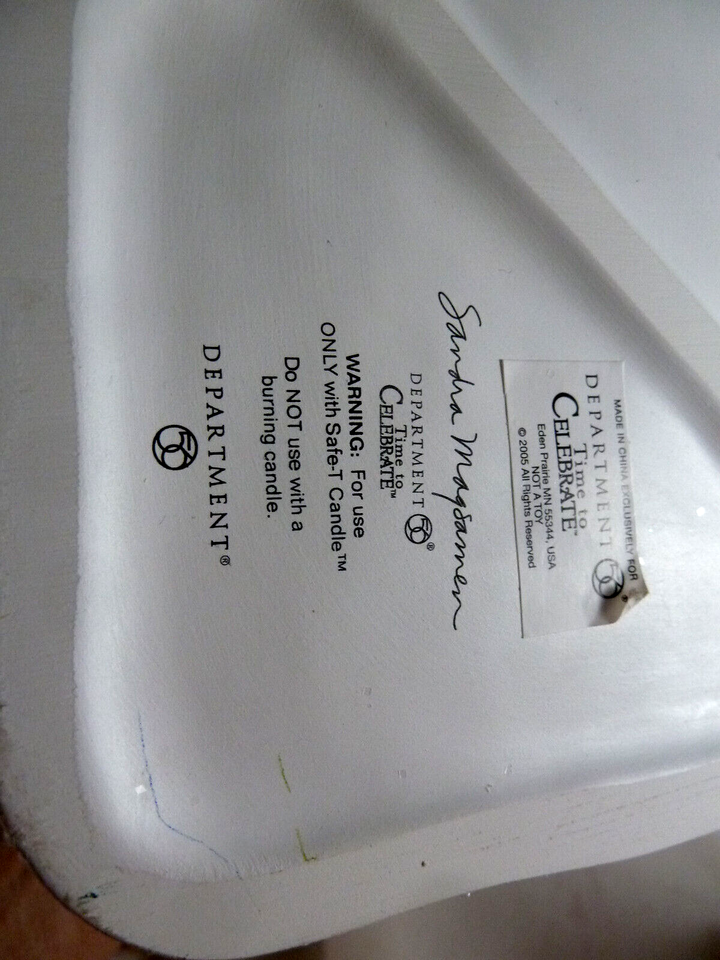 MADE IN CHINA EXCLUSIVELY FOR
DEPARTMENT 56®
Time to
CELEBRATE™
Eden Prairie MN 55344, USA
NOT A TOY
© 2005 All Rights Reserved
Sandra Magsamen
DEPARTMENT 56®
Time to
CELEBRATE™
WARNING: For use
ONLY with Safe-T Candle™
Do NOT use with a
burning candle.
DEPARTMENT®
56